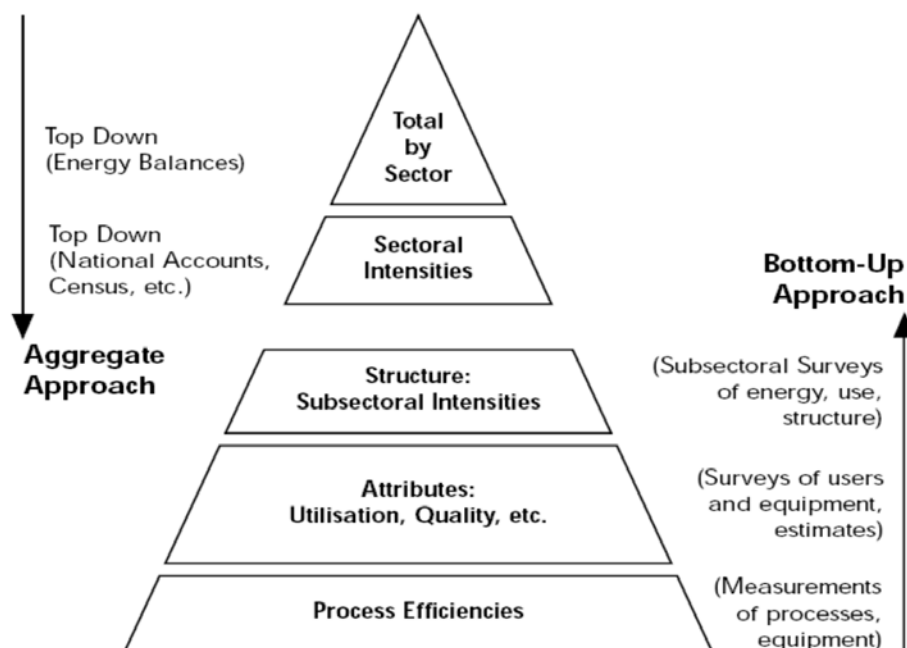 Top Down
(Energy Balances)
Top Down
(National Accounts,
Census, etc.)
Aggregate
Approach
Total
by
Sector
Sectoral
Intensities
Structure:
Subsectoral Intensities
Attributes:
Utilisation, Quality, etc.
Process Efficiencies
Bottom-Up
Approach
(Subsectoral Surveys
of energy, use,
structure)
(Surveys of users
and equipment,
estimates)
(Measurements
of processes,
equipment)